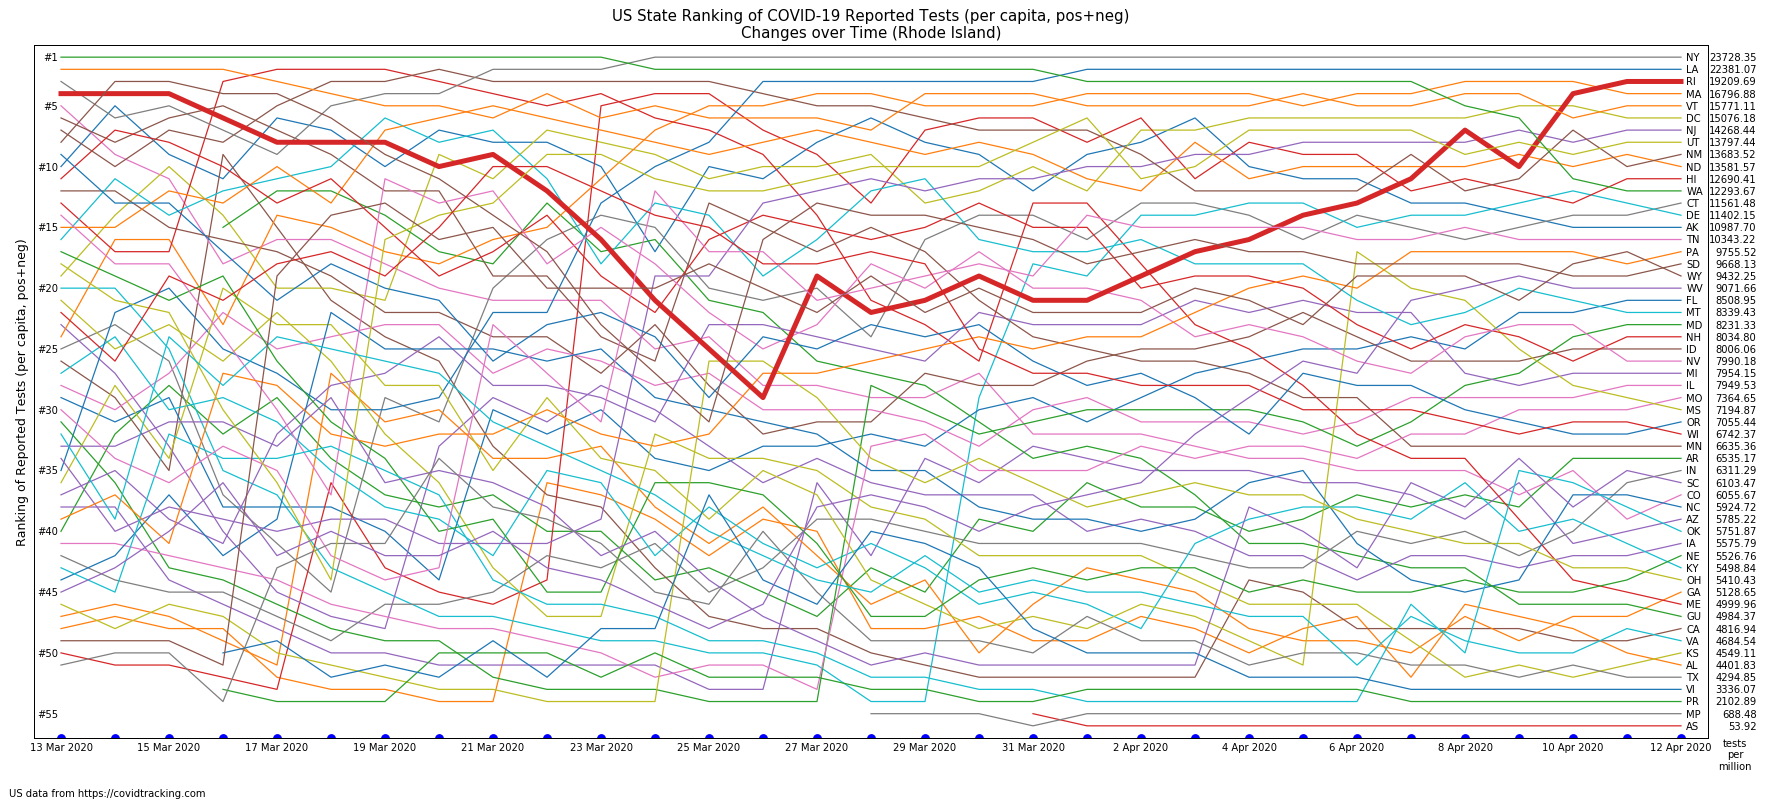 US State Ranking of COVID-19 Reported Tests (per capita, pos+neg)
Changes over Time (Rhode Island)
Ranking of Reported Tests (per capita, pos+neg)
#1
#5
#10
#15
#20
#25
#30
#35
#40
#45
#50
#55
NY 23728.35
LA 22381.07
RI 19209.69
MA 16796.88
VT 15771.11
DC 15076.18
NJ 14268.44
UT 13797.44
NM 13683.52
ND 13581.57
HI 12690.41
WA 12293.67
CT 11561.48
DE 11402.15
AK 10987.70
TN 10343.22
PA 9755.52
SD 9668.13
WY 9432.25
WV 9071.66
FL 8508.95
MT 8339.43
MD 8231.33
NH 8034.80
ID 8006.06
NV 7990.18
MI 7954.15
IL 7949.53
MO 7364.65
MS 7194.87
OR 7055.44
WI 6742.37
MN 6635.36
AR 6535.17
IN 6311.29
SC 6103.47
CO 6055.67
NC 5924.72
AZ 5785.22
OK 5751.87
IA 5575.79
NE 5526.76
KY 5498.84
OH 5410.43
GA 5128.65
ME 4999.96
GU 4984.37
CA 4816.94
VA 4684.54
KS 4549.11
AL 4401.83
TX 4294.85
VI 3336.07
PR 2102.89
MP 688.48
AS 53.92
13 Mar 2020 15 Mar 2020 17 Mar 2020 19 Mar 2020 21 Mar 2020 23 Mar 2020 25 Mar 2020 27 Mar 2020 29 Mar 2020 31 Mar 2020 2 Apr 2020 4 Apr 2020 6 Apr 2020 8 Apr 2020 10 Apr 2020 12 Apr 2020
tests
per
million
US data from https://covidtracking.com